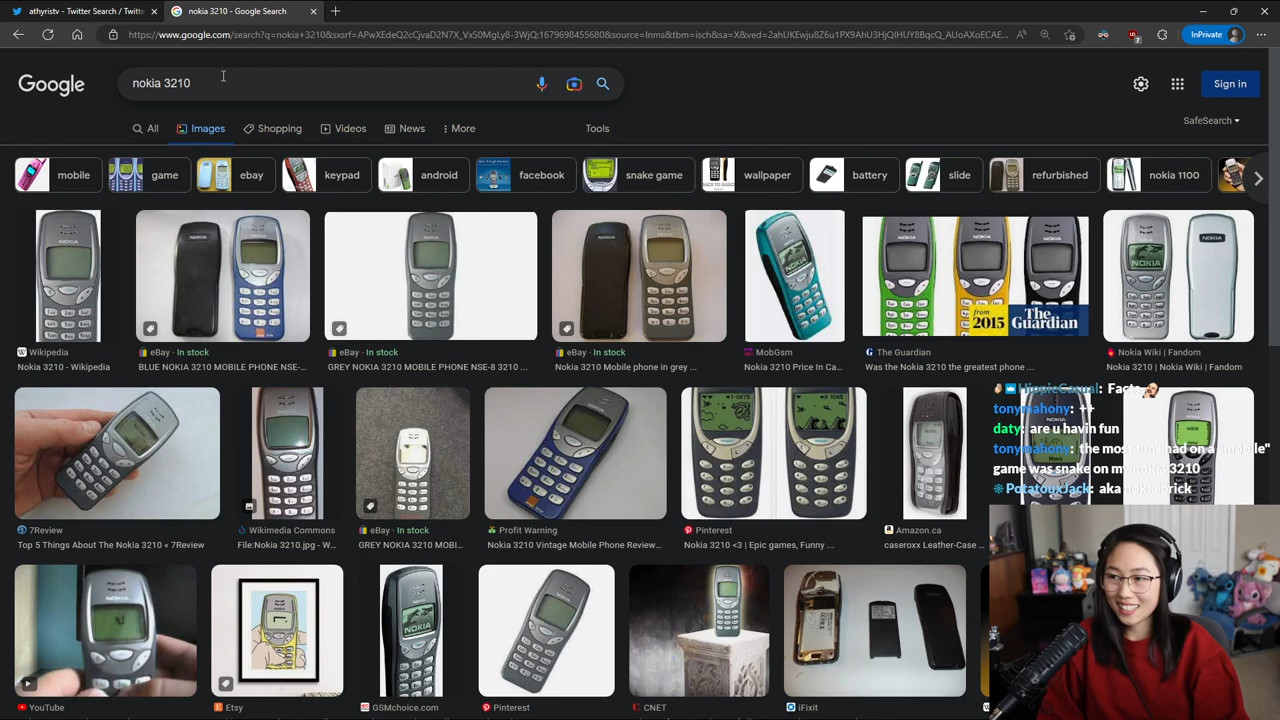 athyristv - Twitter Search / Twitter
nokia 3210 - Google Search
https://www.google.com/search?q=nokia+3210&sxsrf=APwXEdeQ2cCjvaD2N7X_VxOS0MgLy8-3WjQ:1679698455680&source=lnms&tbm=isch&sa=X&ved=2ahUKEwju8Z6u1PX9AhU3HjQIHUY8BqcQ_AUoAXoECAE...
InPrivate
Google
nokia 3210
Sign in
All
Images
Shopping
Videos
News
More
Tools
SafeSearch
mobile
game
ebay
keypad
android
facebook
snake game
wallpaper
battery
slide
refurbished
nokia 1100
from
2015
The
Guardian
Wikipedia
Nokia 3210 - Wikipedia
eBay · In stock
BLUE NOKIA 3210 MOBILE PHONE NSE-...
eBay · In stock
GREY NOKIA 3210 MOBILE PHONE NSE-8 3210 ...
eBay · In stock
Nokia 3210 Mobile phone in grey ...
MobGsm
Nokia 3210 Price In Ca...
The Guardian
Was the Nokia 3210 the greatest phone ...
Nokia Wiki | Fandom
Nokia 3210 | Nokia Wiki | Fandom
HippieCasual: Facts
tonymahony: ++
daty: are u havin fun
tonymahony: the most fun i had on a "mobile"
game was snake on my nokia 3210
PotatouxJack: aka nokia brick
7Review
Top 5 Things About The Nokia 3210 « 7Review
Wikimedia Commons
File:Nokia 3210.jpg - W...
eBay · In stock
GREY NOKIA 3210 MOBI...
Profit Warning
Nokia 3210 Vintage Mobile Phone Review...
Pinterest
Nokia 3210 <3 | Epic games, Funny ...
Amazon.ca
caseroxx Leather-Case ...
YouTube
Etsy
GSMchoice.com
Pinterest
CNET
iFixit